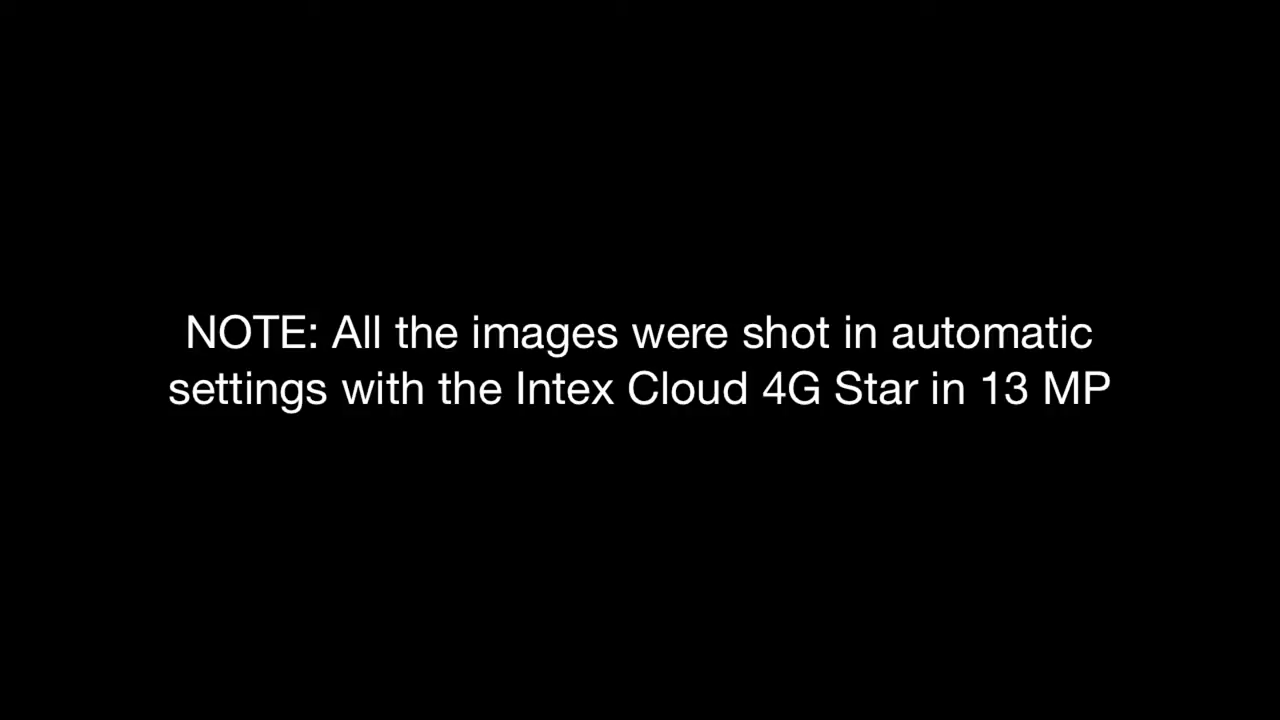 NOTE: All the images were shot in automatic
settings with the Intex Cloud 4G Star in 13 MP